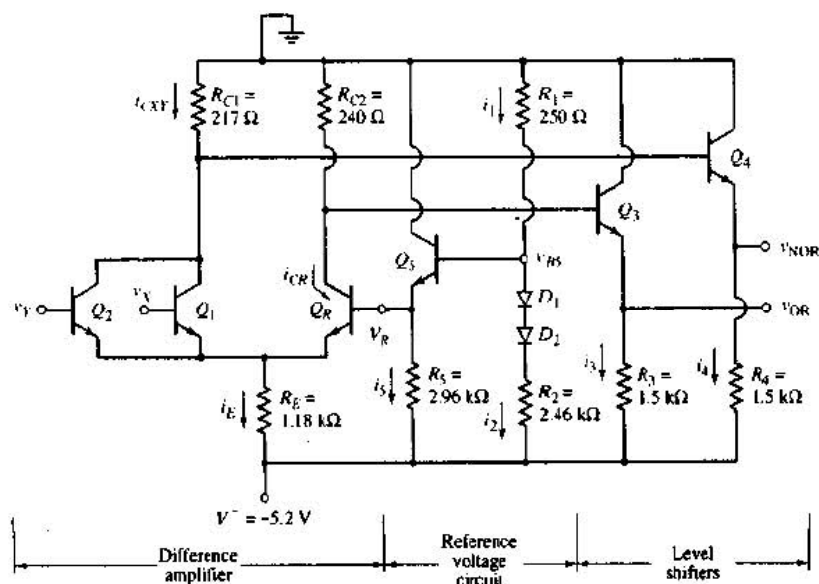 i_CXY
R_C1 =
217 Ω
R_C2 =
240 Ω
i_1
R_1 =
250 Ω
Q_4
Q_3
v_NOR
Q_5
v_B5
i_CR
D_1
v_Y
Q_2
v_X
Q_1
Q_R
v_R
D_2
v_OR
i_E
R_E =
1.18 kΩ
i_5
R_5 =
2.96 kΩ
i_2
R_2 =
2.46 kΩ
i_3
R_3 =
1.5 kΩ
i_4
R_4 =
1.5 kΩ
V⁻ = −5.2 V
Difference
amplifier
Reference
voltage
circuit
Level
shifters